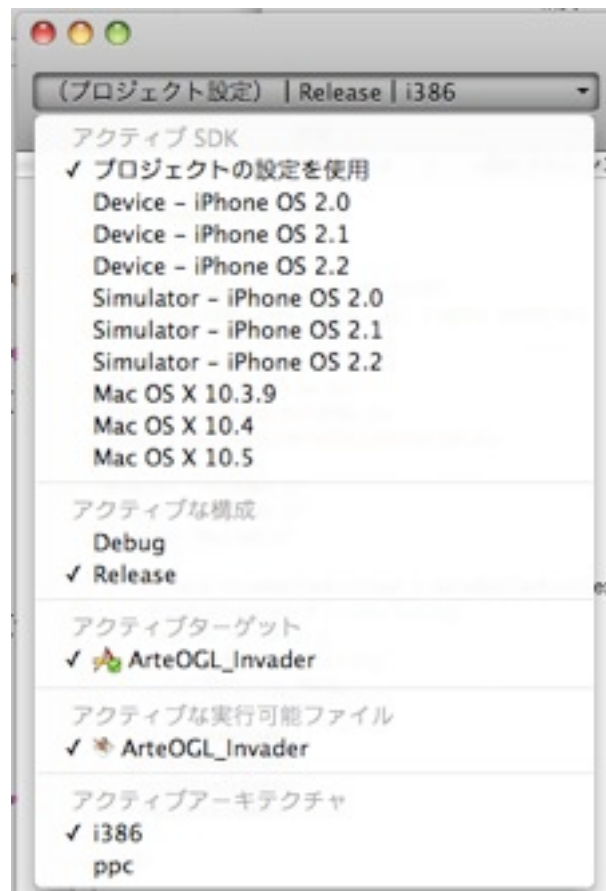 （プロジェクト設定） | Release | i386
アクティブ SDK
✓ プロジェクトの設定を使用
Device – iPhone OS 2.0
Device – iPhone OS 2.1
Device – iPhone OS 2.2
Simulator – iPhone OS 2.0
Simulator – iPhone OS 2.1
Simulator – iPhone OS 2.2
Mac OS X 10.3.9
Mac OS X 10.4
Mac OS X 10.5
アクティブな構成
Debug
✓ Release
アクティブターゲット
✓ ArteOGL_Invader
アクティブな実行可能ファイル
✓ ArteOGL_Invader
アクティブアーキテクチャ
✓ i386
ppc